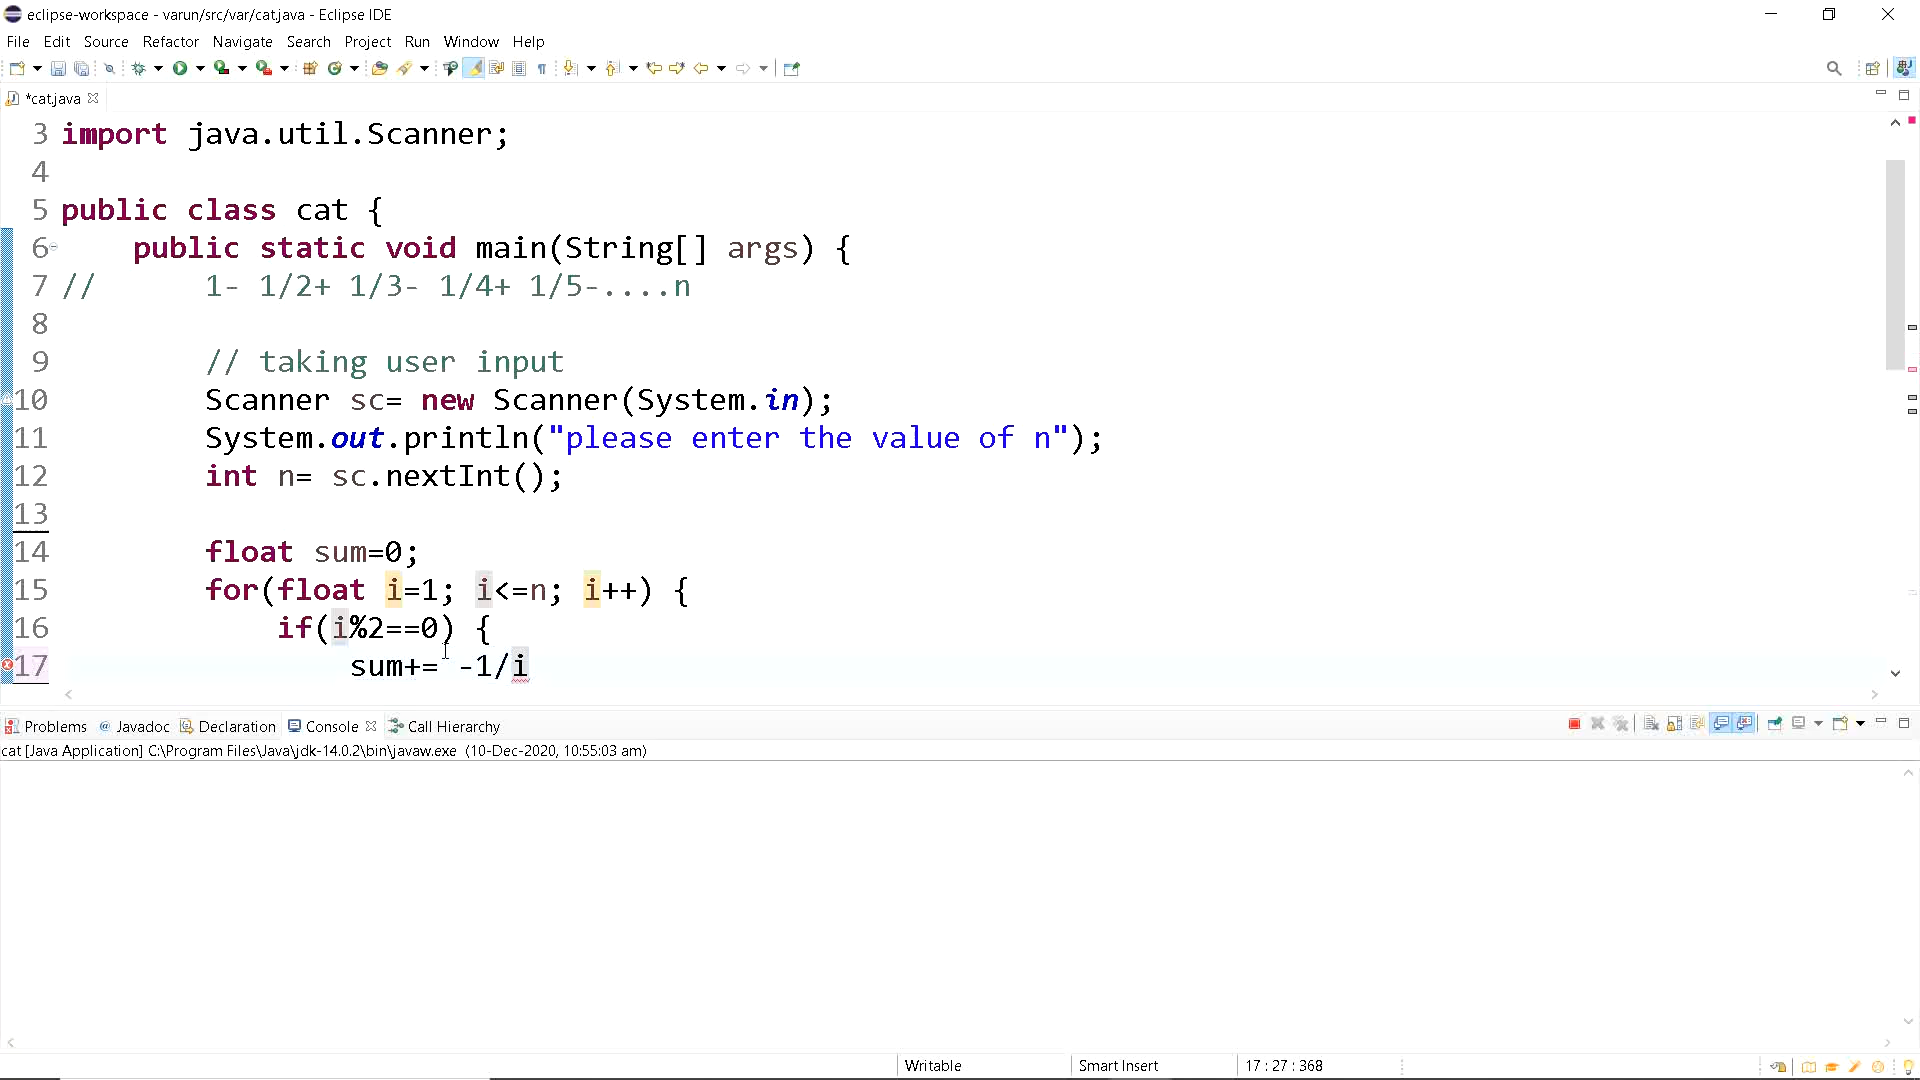 eclipse-workspace - varun/src/var/cat.java - Eclipse IDE
File Edit Source Refactor Navigate Search Project Run Window Help
*cat.java
3 import java.util.Scanner;
4
5 public class cat {
6 public static void main(String[] args) {
7 // 1- 1/2+ 1/3- 1/4+ 1/5-....n
8
9 // taking user input
10 Scanner sc= new Scanner(System.in);
11 System.out.println("please enter the value of n");
12 int n= sc.nextInt();
13
14 float sum=0;
15 for(float i=1; i<=n; i++) {
16 if(i%2==0) {
17 sum+= -1/i
Problems Javadoc Declaration Console Call Hierarchy
cat [Java Application] C:\Program Files\Java\jdk-14.0.2\bin\javaw.exe (10-Dec-2020, 10:55:03 am)
Writable Smart Insert 17 : 27 : 368